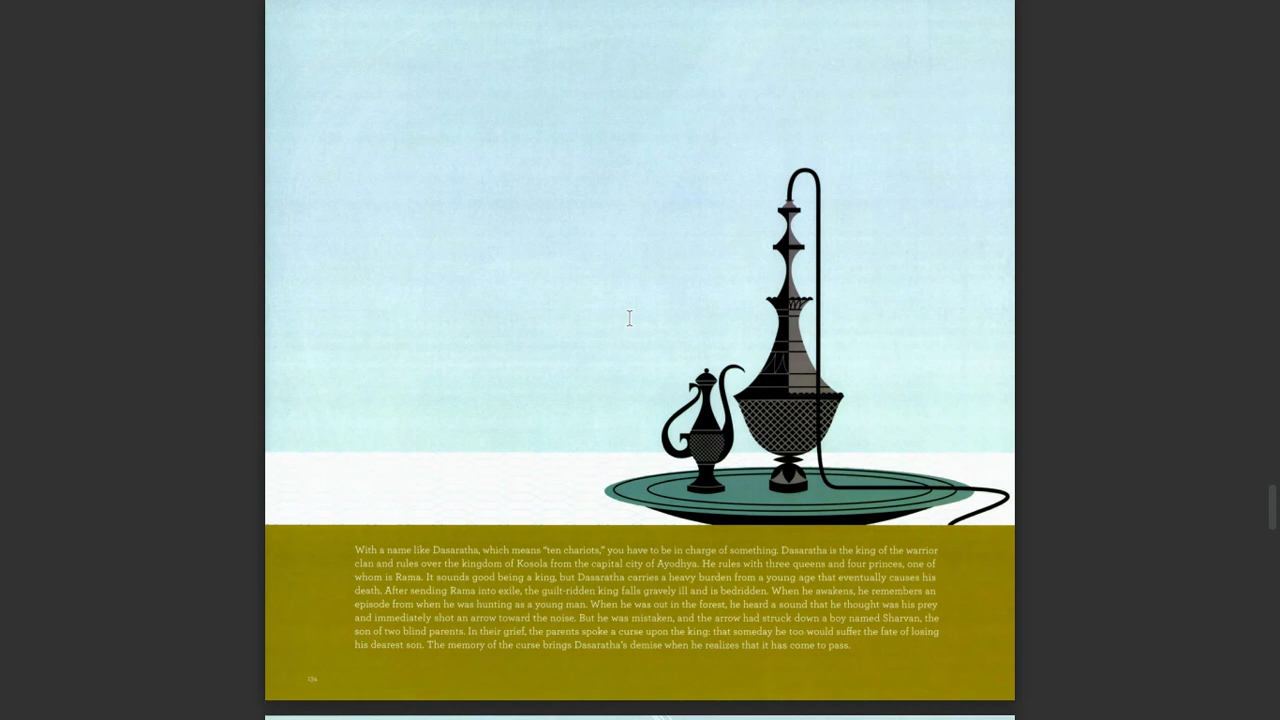 With a name like Dasaratha, which means "ten chariots," you have to be in charge of something. Dasaratha is the king of the warrior
clan and rules over the kingdom of Kosola from the capital city of Ayodhya. He rules with three queens and four princes, one of
whom is Rama. It sounds good being a king, but Dasaratha carries a heavy burden from a young age that eventually causes his
death. After sending Rama into exile, the guilt-ridden king falls gravely ill and is bedridden. When he awakens, he remembers an
episode from when he was hunting as a young man. When he was out in the forest, he heard a sound that he thought was his prey
and immediately shot an arrow toward the noise. But he was mistaken, and the arrow had struck down a boy named Sharvan, the
son of two blind parents. In their grief, the parents spoke a curse upon the king: that someday he too would suffer the fate of losing
his dearest son. The memory of the curse brings Dasaratha's demise when he realizes that it has come to pass.
134